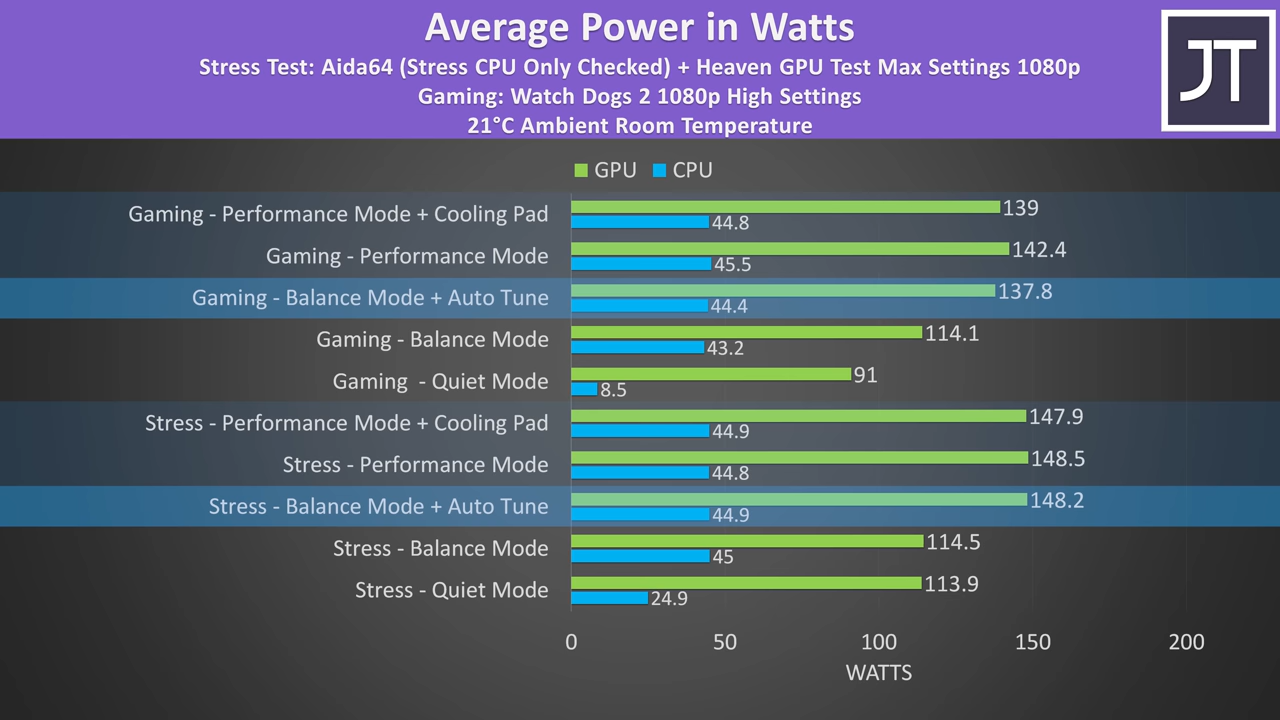 Average Power in Watts
Stress Test: Aida64 (Stress CPU Only Checked) + Heaven GPU Test Max Settings 1080p
Gaming: Watch Dogs 2 1080p High Settings
21°C Ambient Room Temperature
JT
GPU CPU
Gaming - Performance Mode + Cooling Pad 139
44.8
Gaming - Performance Mode 142.4
45.5
Gaming - Balance Mode + Auto Tune 137.8
44.4
Gaming - Balance Mode 114.1
43.2
Gaming - Quiet Mode 91
8.5
Stress - Performance Mode + Cooling Pad 147.9
44.9
Stress - Performance Mode 148.5
44.8
Stress - Balance Mode + Auto Tune 148.2
44.9
Stress - Balance Mode 114.5
45
Stress - Quiet Mode 113.9
24.9
0 50 100 150 200
WATTS